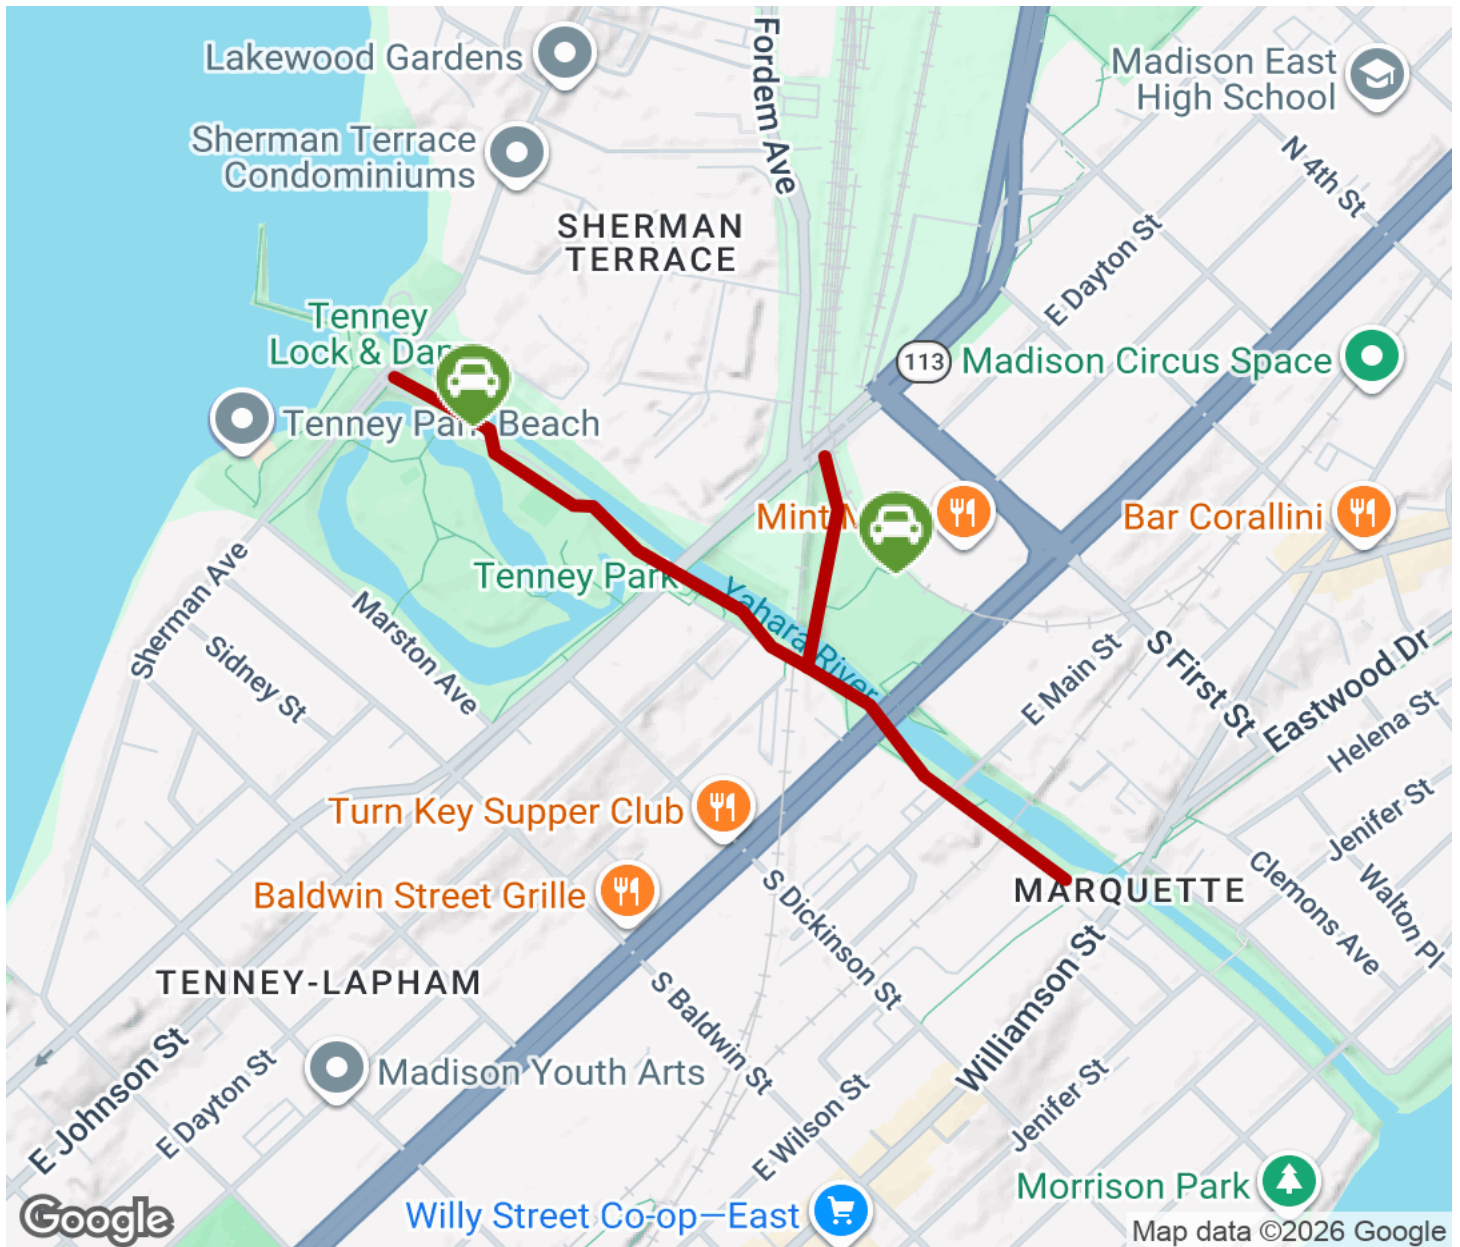 Lakewood Gardens
Fordem Ave
Madison East
High School
Sherman Terrace
Condominiums
N 4th St
SHERMAN
TERRACE
E Dayton St
Tenney
Lock & Dam
113
Madison Circus Space
Tenney Park Beach
Mint M
Bar Corallini
Tenney Park
Yahara River
Sherman Ave
Marston Ave
Sidney St
E Main St
S First St
Eastwood Dr
Helena St
Jenifer St
Turn Key Supper Club
Clemons Ave
Walton Pl
Baldwin Street Grille
MARQUETTE
S Dickinson St
Williamson St
TENNEY-LAPHAM
S Baldwin St
E Johnson St
E Dayton St
Madison Youth Arts
E Wilson St
Jenifer St
Morrison Park
Willy Street Co-op—East
Google
Map data ©2026 Google